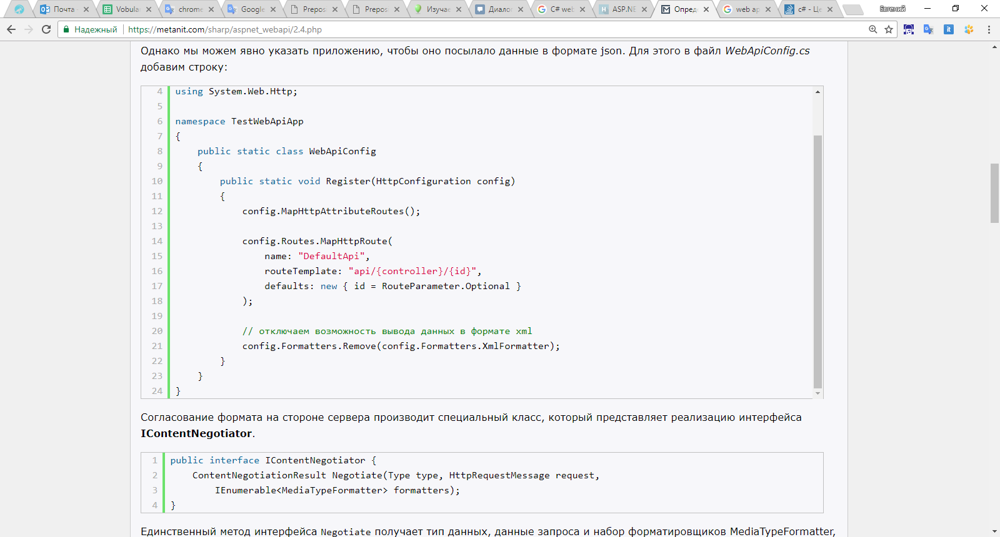 Почта
Vobular
chrome
Google
Prepos
Prepos
Изучае
Диалог
C# web
ASP.NE
Опред
web ap
c# - Це
Евгений
Надежный
https://metanit.com/sharp/aspnet_webapi/2.4.php
Однако мы можем явно указать приложению, чтобы оно посылало данные в формате json. Для этого в файл WebApiConfig.cs
добавим строку:
4 using System.Web.Http;
5
6 namespace TestWebApiApp
7 {
8 public static class WebApiConfig
9 {
10 public static void Register(HttpConfiguration config)
11 {
12 config.MapHttpAttributeRoutes();
13
14 config.Routes.MapHttpRoute(
15 name: "DefaultApi",
16 routeTemplate: "api/{controller}/{id}",
17 defaults: new { id = RouteParameter.Optional }
18 );
19
20 // отключаем возможность вывода данных в формате xml
21 config.Formatters.Remove(config.Formatters.XmlFormatter);
22 }
23 }
24 }
Согласование формата на стороне сервера производит специальный класс, который представляет реализацию интерфейса
IContentNegotiator.
1 public interface IContentNegotiator {
2 ContentNegotiationResult Negotiate(Type type, HttpRequestMessage request,
3 IEnumerable<MediaTypeFormatter> formatters);
4 }
Единственный метод интерфейса Negotiate получает тип данных, данные запроса и набор форматировщиков MediaTypeFormatter,